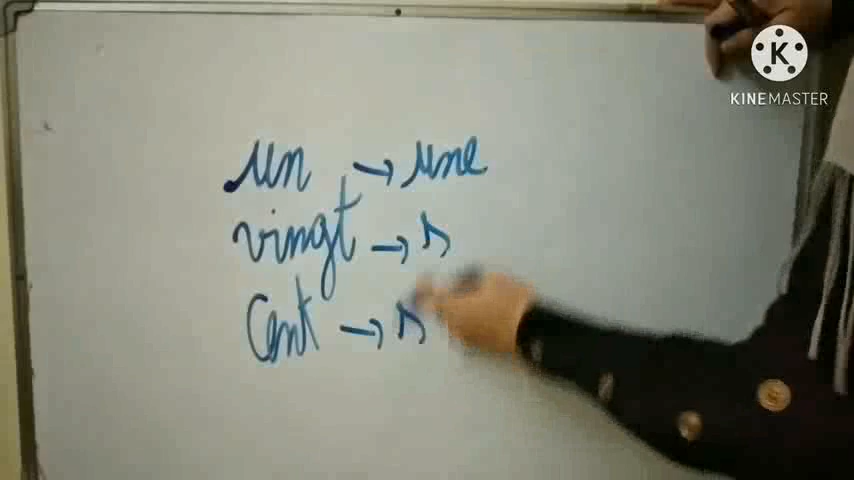 un → une
vingt → s
Cent → s
K
KINEMASTER